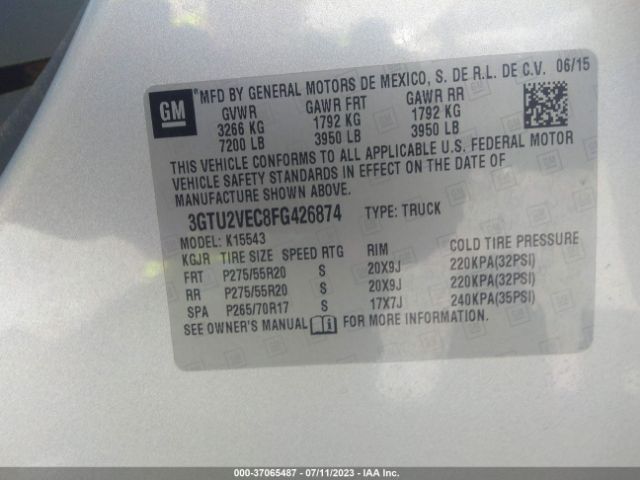 GM
MFD BY GENERAL MOTORS DE MEXICO, S. DE R.L. DE C.V. 06/15
GVWR GAWR FRT GAWR RR
3266 KG 1792 KG 1792 KG
7200 LB 3950 LB 3950 LB
THIS VEHICLE CONFORMS TO ALL APPLICABLE U.S. FEDERAL MOTOR
VEHICLE SAFETY STANDARDS IN EFFECT ON THE DATE OF
MANUFACTURE SHOWN ABOVE.
3GTU2VEC8FG426874 TYPE: TRUCK
MODEL: K15543
KGJR TIRE SIZE SPEED RTG RIM COLD TIRE PRESSURE
FRT P275/55R20 S 20X9J 220KPA(32PSI)
RR P275/55R20 S 20X9J 220KPA(32PSI)
SPA P265/70R17 S 17X7J 240KPA(35PSI)
SEE OWNER'S MANUAL FOR MORE INFORMATION.
000-37065487 - 07/11/2023 - IAA Inc.